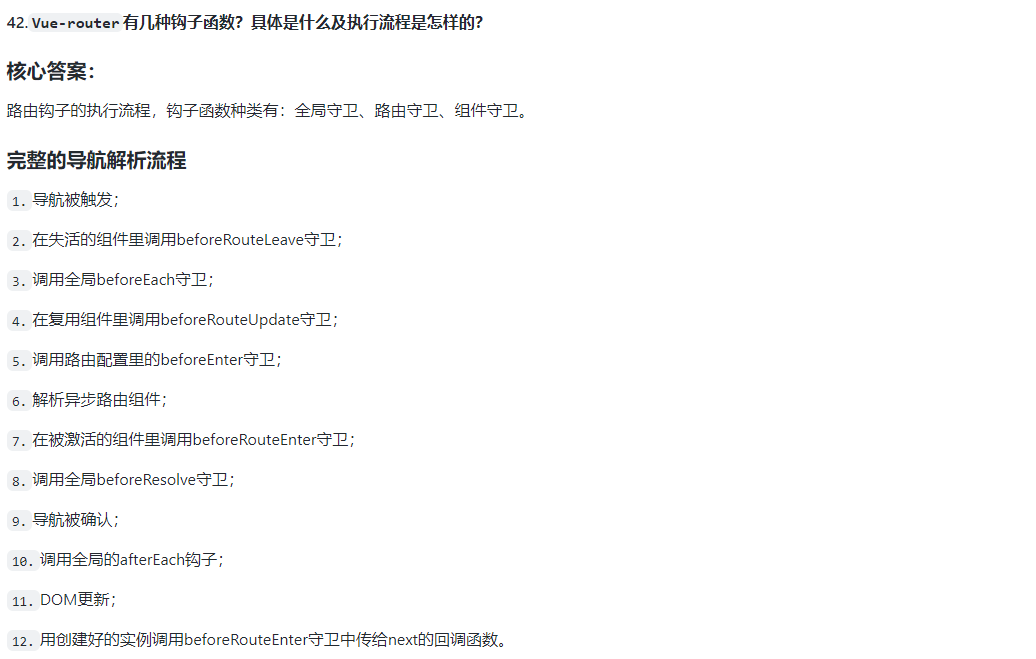 42.Vue-router有几种钩子函数？具体是什么及执行流程是怎样的？
核心答案：
路由钩子的执行流程，钩子函数种类有：全局守卫、路由守卫、组件守卫。
完整的导航解析流程
1.导航被触发；
2.在失活的组件里调用beforeRouteLeave守卫；
3.调用全局beforeEach守卫；
4.在复用组件里调用beforeRouteUpdate守卫；
5.调用路由配置里的beforeEnter守卫；
6.解析异步路由组件；
7.在被激活的组件里调用beforeRouteEnter守卫；
8.调用全局beforeResolve守卫；
9.导航被确认；
10.调用全局的afterEach钩子；
11.DOM更新；
12.用创建好的实例调用beforeRouteEnter守卫中传给next的回调函数。